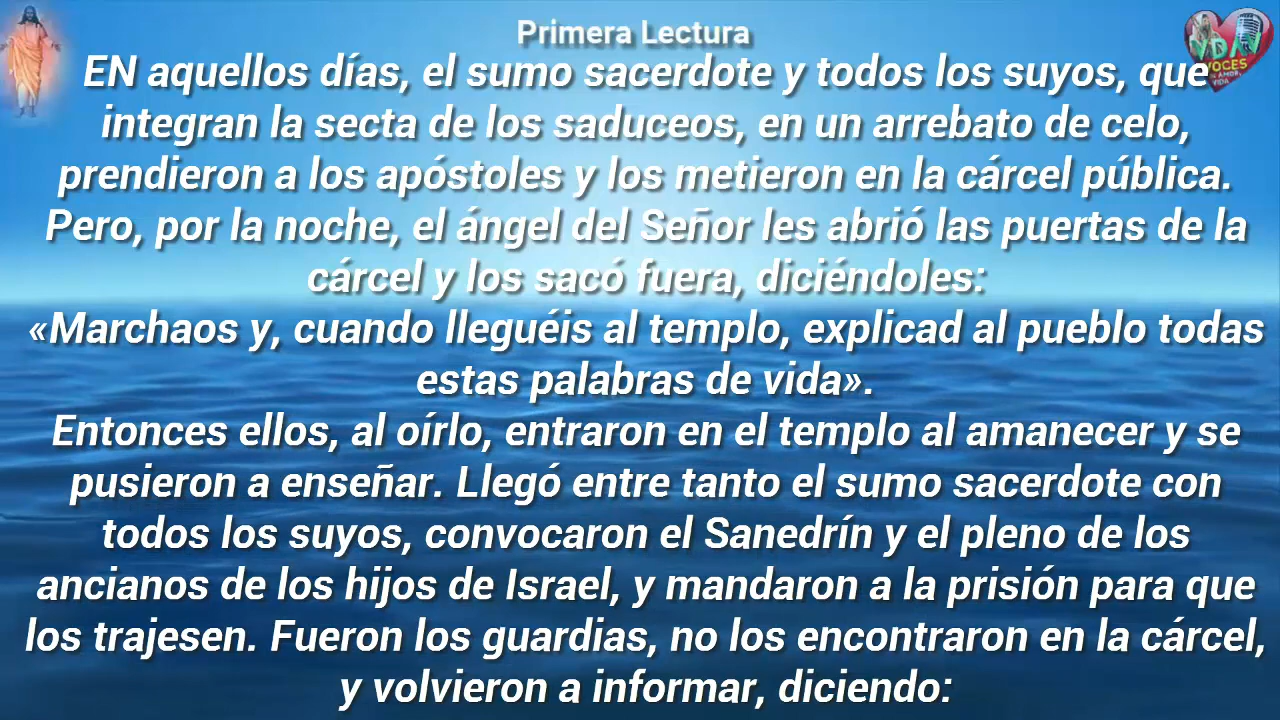 Primera Lectura
EN aquellos días, el sumo sacerdote y todos los suyos, que
integran la secta de los saduceos, en un arrebato de celo,
prendieron a los apóstoles y los metieron en la cárcel pública.
Pero, por la noche, el ángel del Señor les abrió las puertas de la
cárcel y los sacó fuera, diciéndoles:
«Marchaos y, cuando lleguéis al templo, explicad al pueblo todas
estas palabras de vida».
Entonces ellos, al oírlo, entraron en el templo al amanecer y se
pusieron a enseñar. Llegó entre tanto el sumo sacerdote con
todos los suyos, convocaron el Sanedrín y el pleno de los
ancianos de los hijos de Israel, y mandaron a la prisión para que
los trajesen. Fueron los guardias, no los encontraron en la cárcel,
y volvieron a informar, diciendo:
VOCES
VIDA